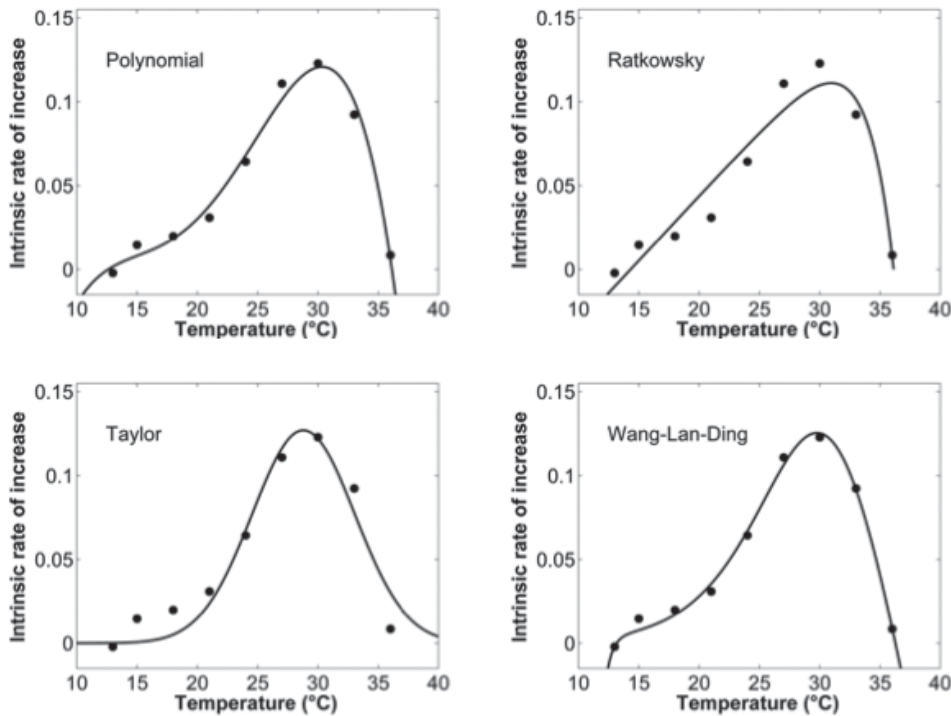 0.15
Polynomial
0.1
0.05
0
Intrinsic rate of increase
10 15 20 25 30 35 40
Temperature (°C)
0.15
Ratkowsky
0.1
0.05
0
Intrinsic rate of increase
10 15 20 25 30 35 40
Temperature (°C)
0.15
Taylor
0.1
0.05
0
Intrinsic rate of increase
10 15 20 25 30 35 40
Temperature (°C)
0.15
Wang-Lan-Ding
0.1
0.05
0
Intrinsic rate of increase
10 15 20 25 30 35 40
Temperature (°C)